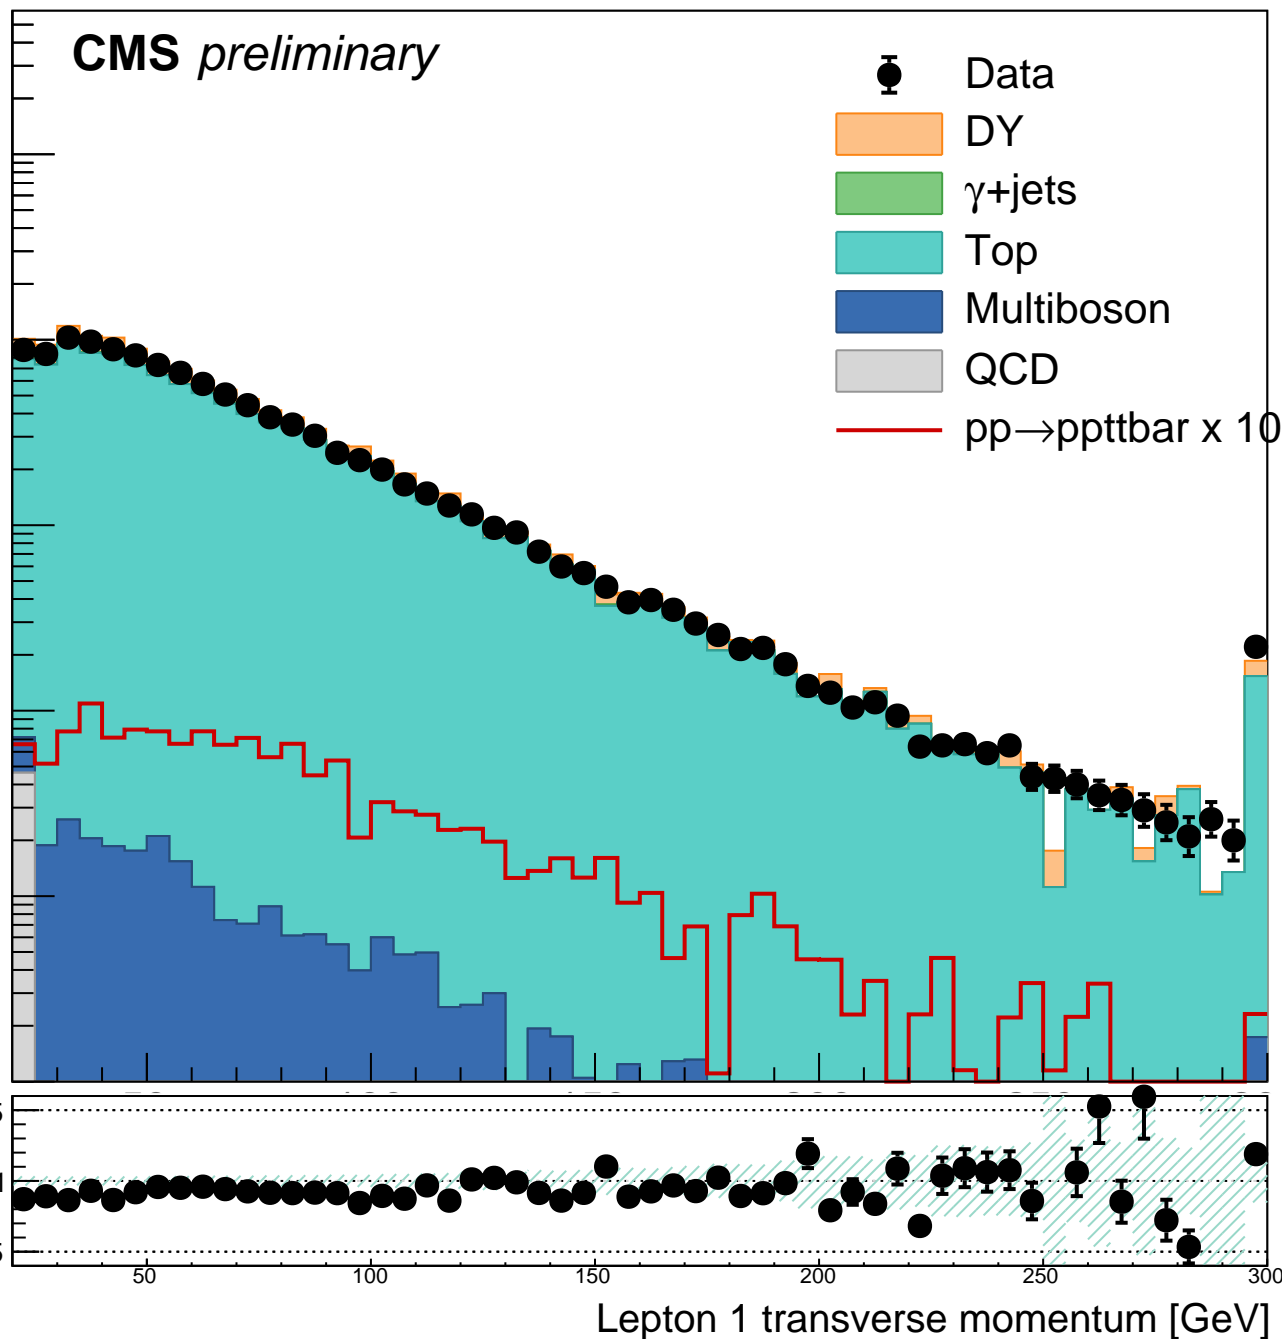 CMS preliminary
Data
DY
γ+jets
Top
Multiboson
QCD
pp→ppttbar x 10
50 100 150 200 250 300
Lepton 1 transverse momentum [GeV]